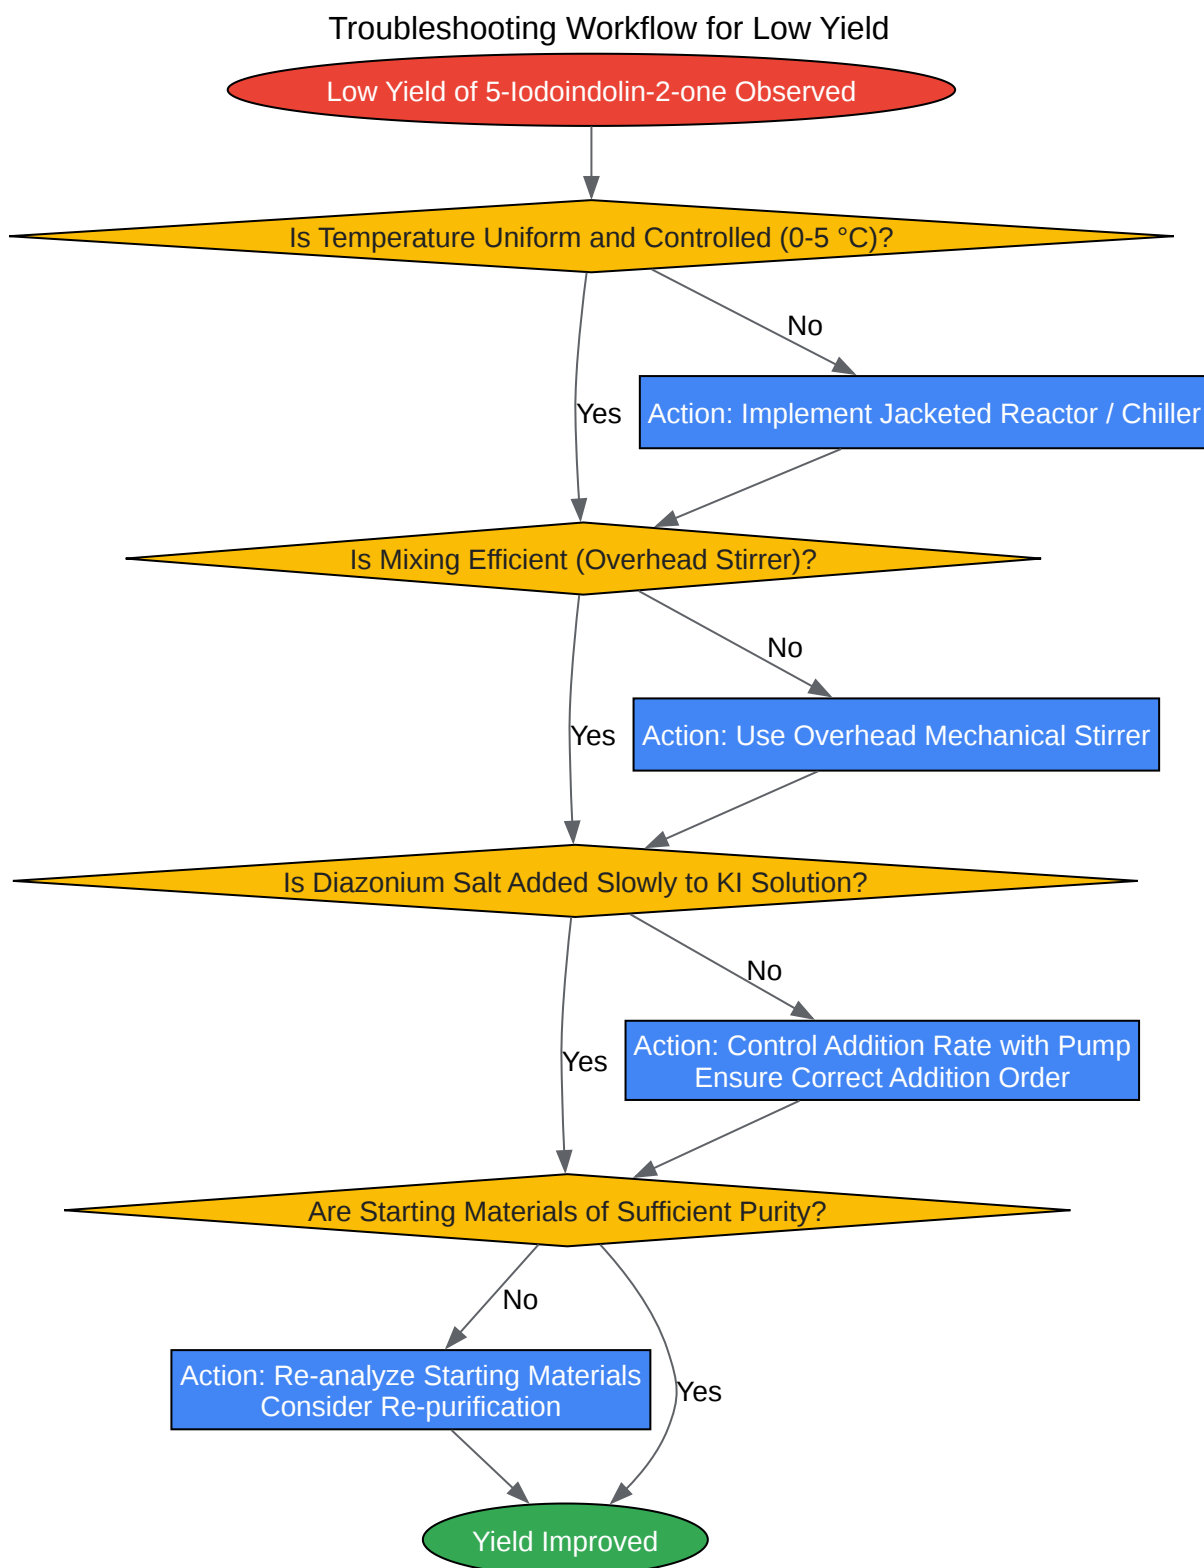 Troubleshooting Workflow for Low Yield
Low Yield of 5-Iodoindolin-2-one Observed
Is Temperature Uniform and Controlled (0-5 °C)?
No
Yes
Action: Implement Jacketed Reactor / Chiller
Is Mixing Efficient (Overhead Stirrer)?
No
Yes
Action: Use Overhead Mechanical Stirrer
Is Diazonium Salt Added Slowly to KI Solution?
No
Yes
Action: Control Addition Rate with Pump
Ensure Correct Addition Order
Are Starting Materials of Sufficient Purity?
No
Action: Re-analyze Starting Materials
Consider Re-purification
Yes
Yield Improved